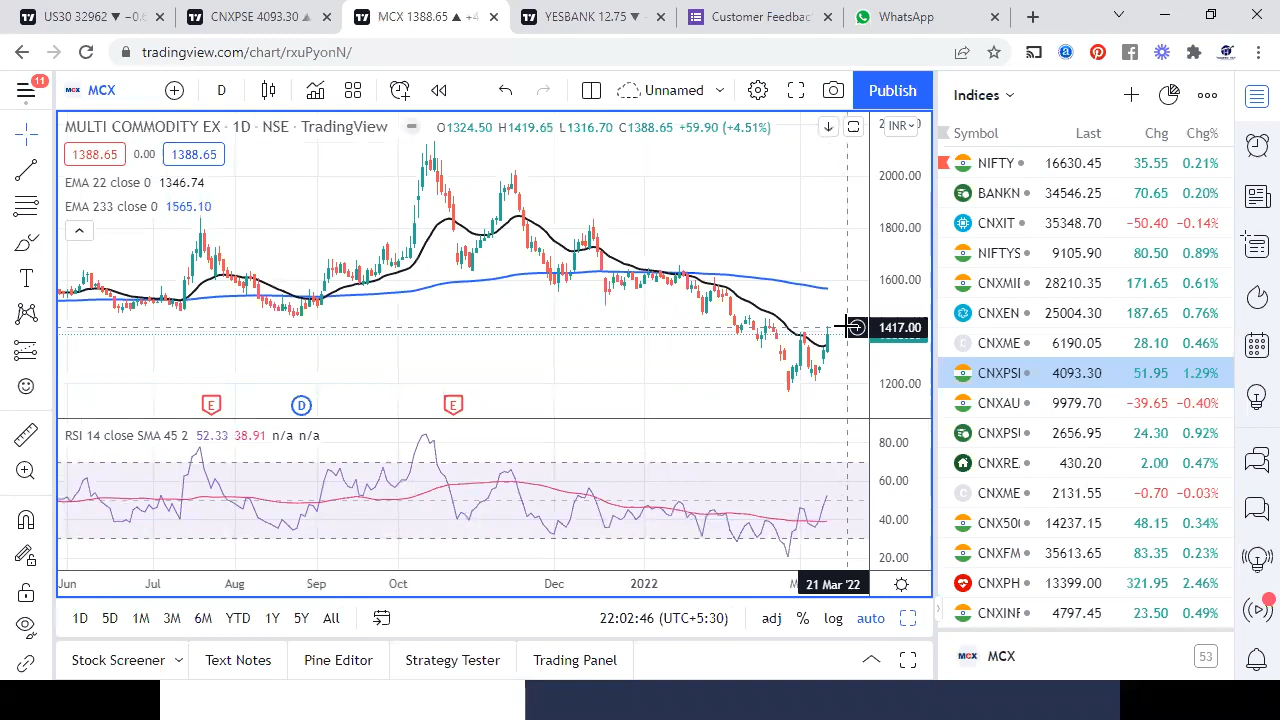 US30 32962 ▼ −0.
CNXPSE 4093.30 ▲
MCX 1388.65 ▲ +4
YESBANK 12.75 ▼ -
Customer Feedbac
WhatsApp
tradingview.com/chart/rxuPyonN/
11
MCX
D
Unnamed
Publish
MULTI COMMODITY EX · 1D · NSE · TradingView
O1324.50 H1419.65 L1316.70 C1388.65 +59.90 (+4.51%)
INR
1388.65 0.00 1388.65
EMA 22 close 0 1346.74
EMA 233 close 0 1565.10
2000.00
1800.00
1600.00
1417.00
1200.00
E D E
RSI 14 close SMA 45 2 52.33 38.91 n/a n/a
80.00
60.00
40.00
20.00
Jun Jul Aug Sep Oct Dec 2022 21 Mar '22
1D 5D 1M 3M 6M YTD 1Y 5Y All
22:02:46 (UTC+5:30) adj % log auto
Stock Screener Text Notes Pine Editor Strategy Tester Trading Panel
Indices
Symbol Last Chg Chg%
NIFTY 16630.45 35.55 0.21%
BANKN 34546.25 70.65 0.20%
CNXIT 35348.70 −50.40 −0.14%
NIFTYS 9105.90 80.50 0.89%
CNXMI 28210.35 171.65 0.61%
CNXEN 25004.30 187.65 0.76%
CNXME 6190.05 28.10 0.46%
CNXPSI 4093.30 51.95 1.29%
CNXAU 9979.70 −39.65 −0.40%
CNXPSU 2656.95 24.30 0.92%
CNXRE. 430.20 2.00 0.47%
CNXME 2131.55 −0.70 −0.03%
CNX50 14237.15 48.15 0.34%
CNXFM 35613.65 83.35 0.23%
CNXPH 13399.00 321.95 2.46%
CNXINF 4797.45 23.50 0.49%
MCX MCX 53